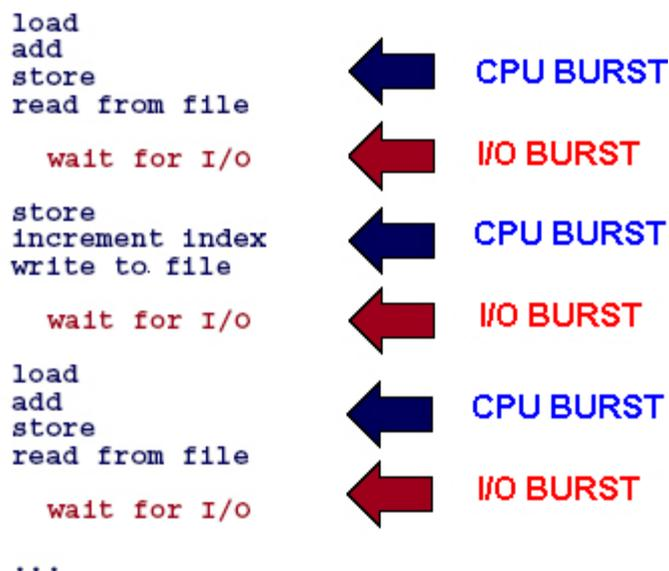 load
add
store
read from file
CPU BURST
wait for I/O
I/O BURST
store
increment index
write to file
CPU BURST
wait for I/O
I/O BURST
load
add
store
read from file
CPU BURST
wait for I/O
I/O BURST
...